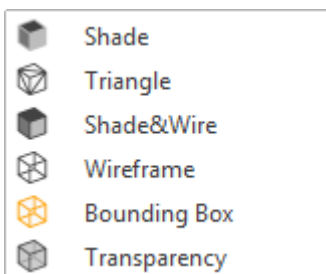 Shade
Triangle
Shade&Wire
Wireframe
Bounding Box
Transparency